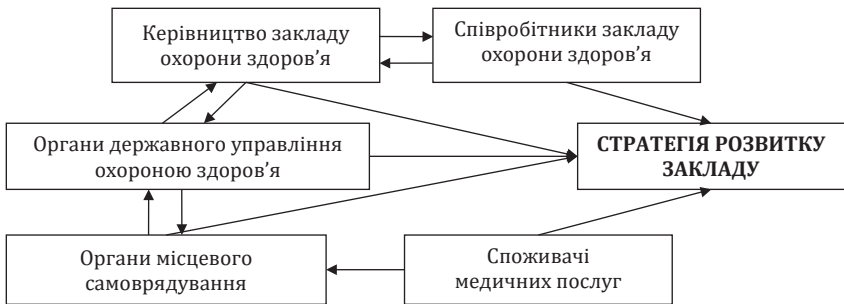 Керівництво закладу
охорони здоров’я
Співробітники закладу
охорони здоров’я
Органи державного управління
охороною здоров’я
СТРАТЕГІЯ РОЗВИТКУ
ЗАКЛАДУ
Органи місцевого
самоврядування
Споживачі
медичних послуг